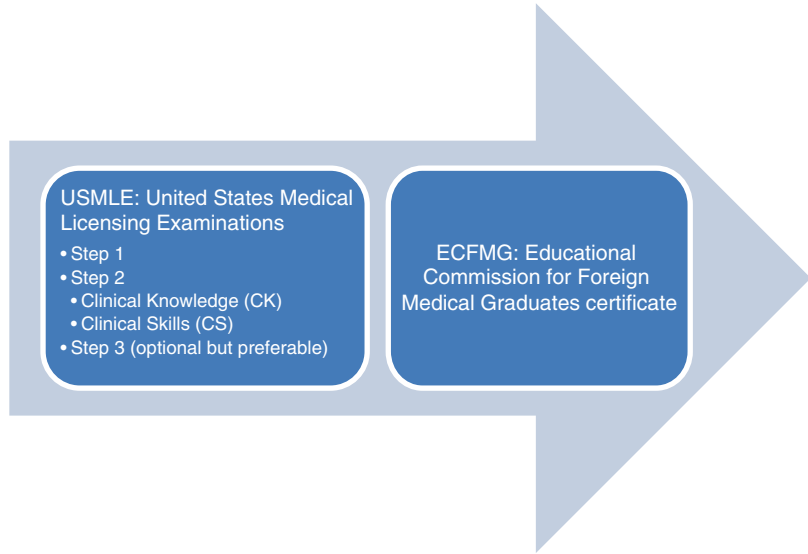 USMLE: United States Medical
Licensing Examinations
• Step 1
• Step 2
• Clinical Knowledge (CK)
• Clinical Skills (CS)
• Step 3 (optional but preferable)
ECFMG: Educational
Commission for Foreign
Medical Graduates certificate